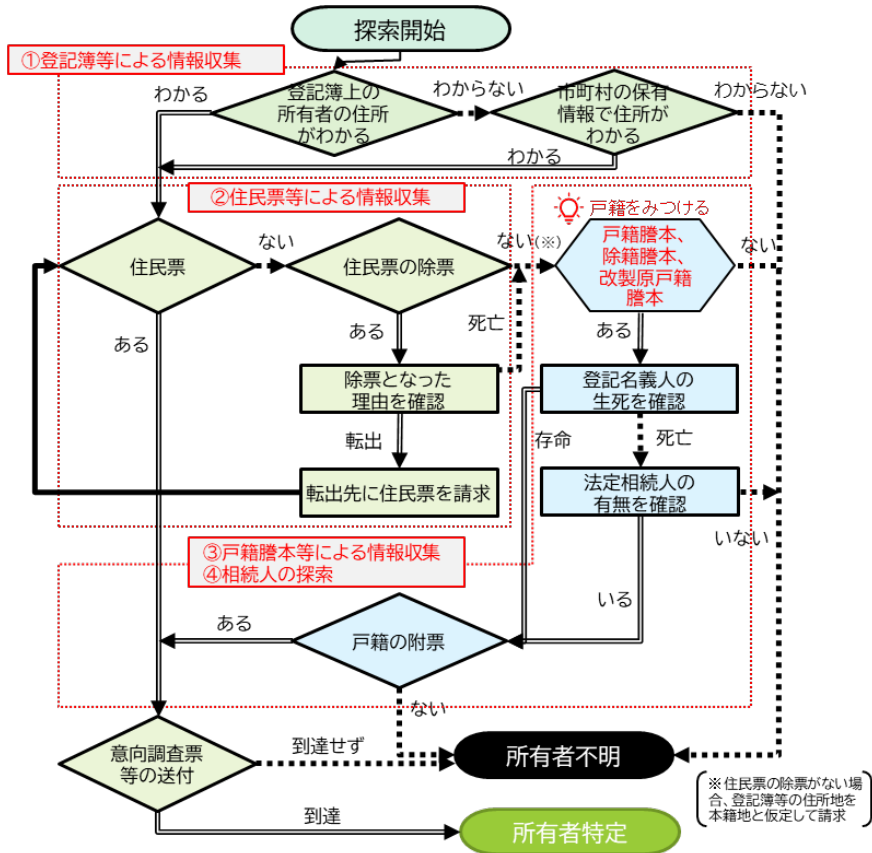 探索開始
①登記簿等による情報収集
わかる
登記簿上の
所有者の住所
がわかる
わからない
市町村の保有
情報で住所が
わかる
わからない
わかる
②住民票等による情報収集
戸籍をみつける
住民票
ない
住民票の除票
ない(※)
戸籍謄本、
除籍謄本、
改製原戸籍
謄本
ない
ある
ある
死亡
ある
除票となった
理由を確認
登記名義人の
生死を確認
転出
存命
死亡
転出先に住民票を請求
法定相続人の
有無を確認
いない
③戸籍謄本等による情報収集
④相続人の探索
いる
ある
戸籍の附票
ない
意向調査票
等の送付
到達せず
所有者不明
※住民票の除票がない場
合、登記簿等の住所地を
本籍地と仮定して請求
到達
所有者特定